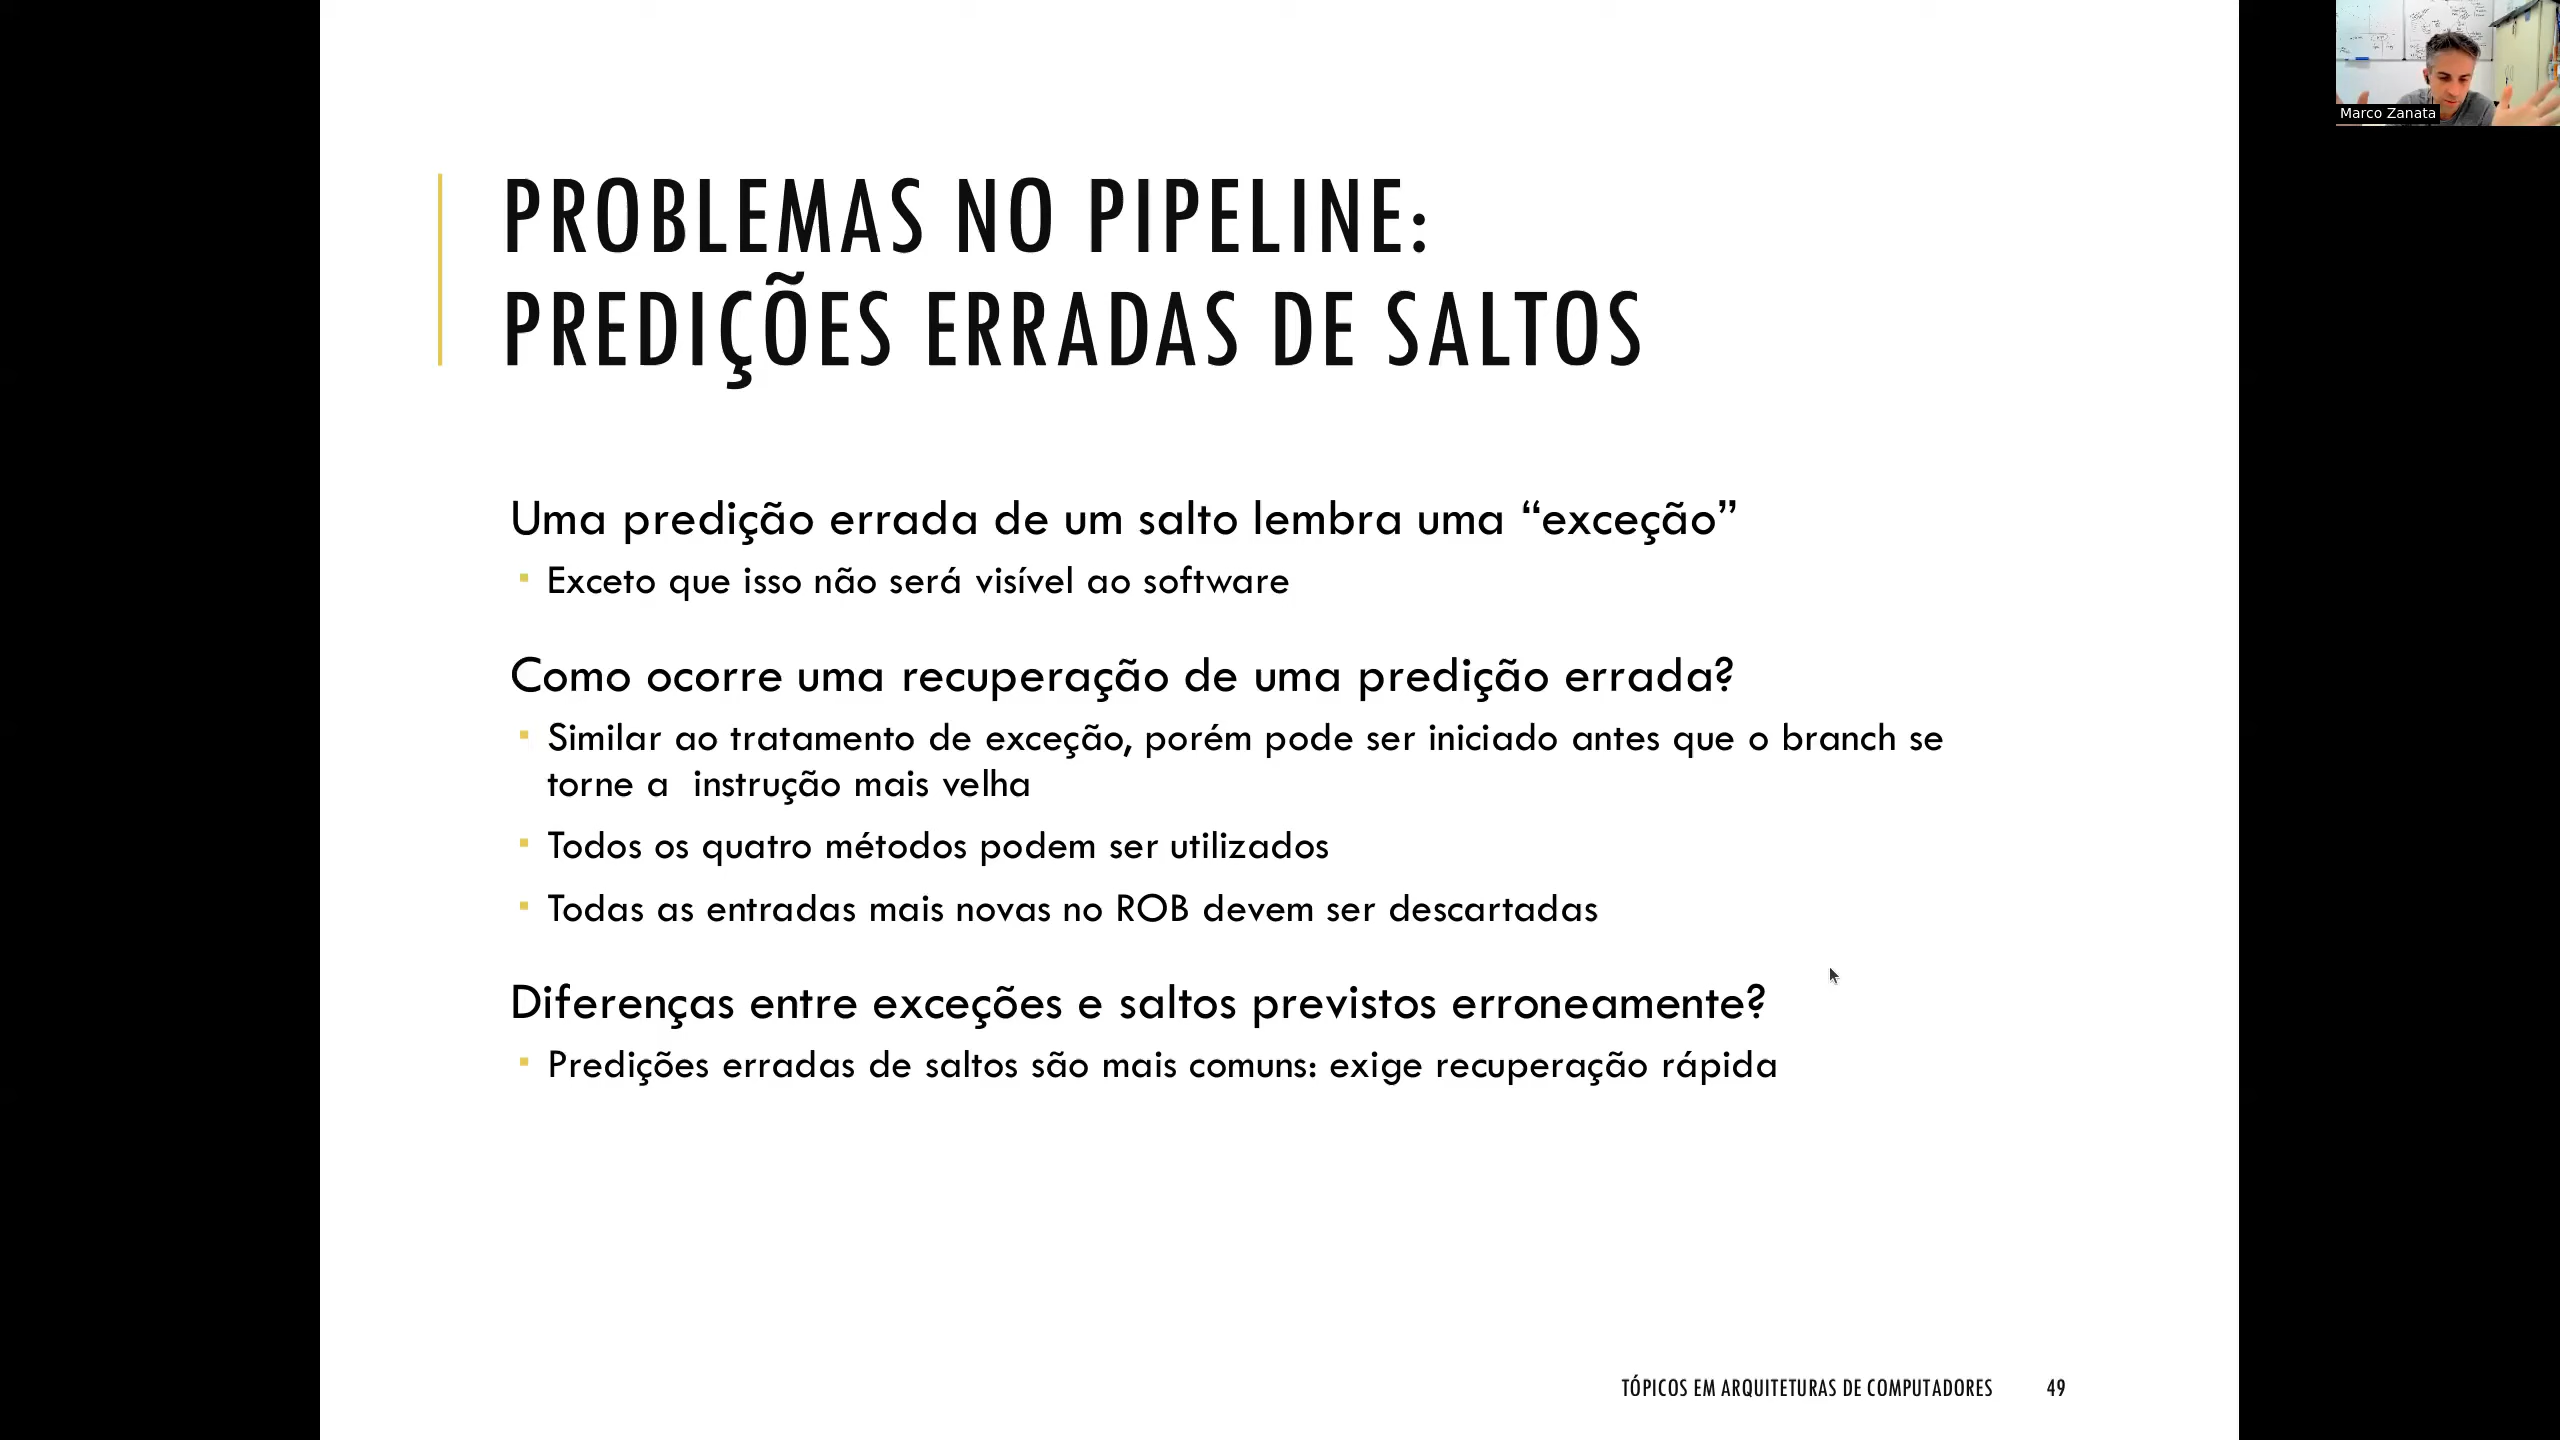 Marco Zanata
PROBLEMAS NO PIPELINE:
PREDIÇÕES ERRADAS DE SALTOS
Uma predição errada de um salto lembra uma “exceção”
Exceto que isso não será visível ao software
Como ocorre uma recuperação de uma predição errada?
Similar ao tratamento de exceção, porém pode ser iniciado antes que o branch se
torne a  instrução mais velha
Todos os quatro métodos podem ser utilizados
Todas as entradas mais novas no ROB devem ser descartadas
Diferenças entre exceções e saltos previstos erroneamente?
Predições erradas de saltos são mais comuns: exige recuperação rápida
TÓPICOS EM ARQUITETURAS DE COMPUTADORES 49